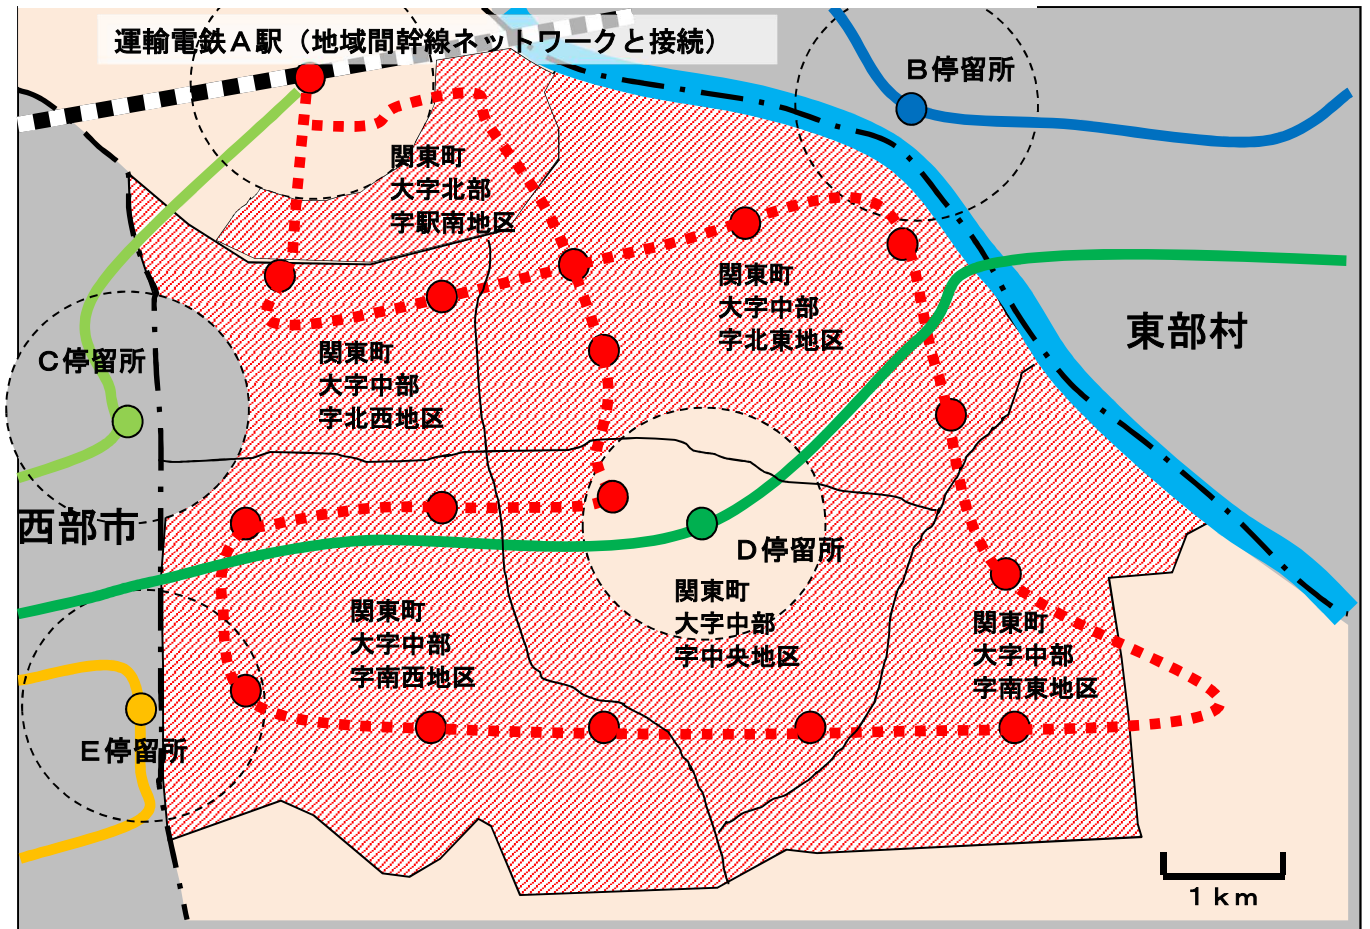 運輸電鉄Ａ駅（地域間幹線ネットワークと接続）
Ｂ停留所
関東町
大字北部
字駅南地区
関東町
大字中部
字北東地区
東部村
Ｃ停留所
関東町
大字中部
字北西地区
西部市
Ｄ停留所
関東町
大字中部
字中央地区
関東町
大字中部
字南西地区
関東町
大字中部
字南東地区
Ｅ停留所
１ｋｍ